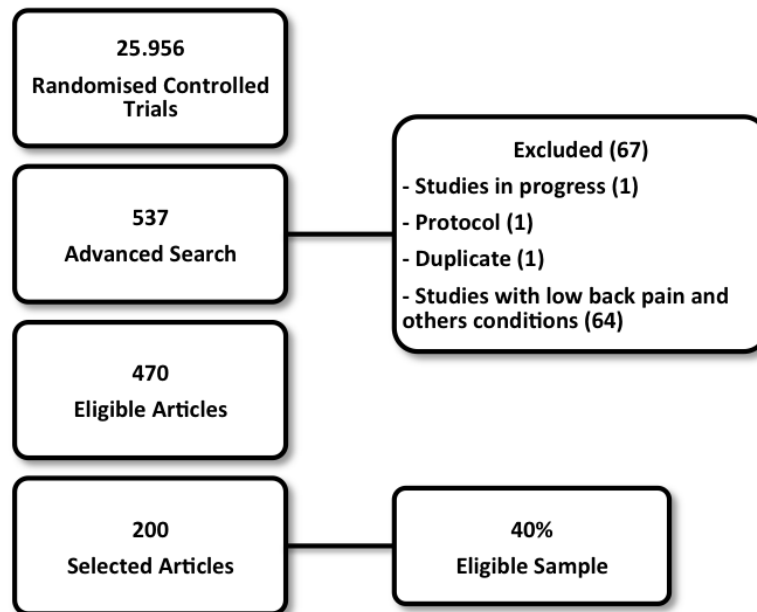 25.956
Randomised Controlled
Trials
537
Advanced Search
Excluded (67)
- Studies in progress (1)
- Protocol (1)
- Duplicate (1)
- Studies with low back pain and
others conditions (64)
470
Eligible Articles
200
Selected Articles
40%
Eligible Sample